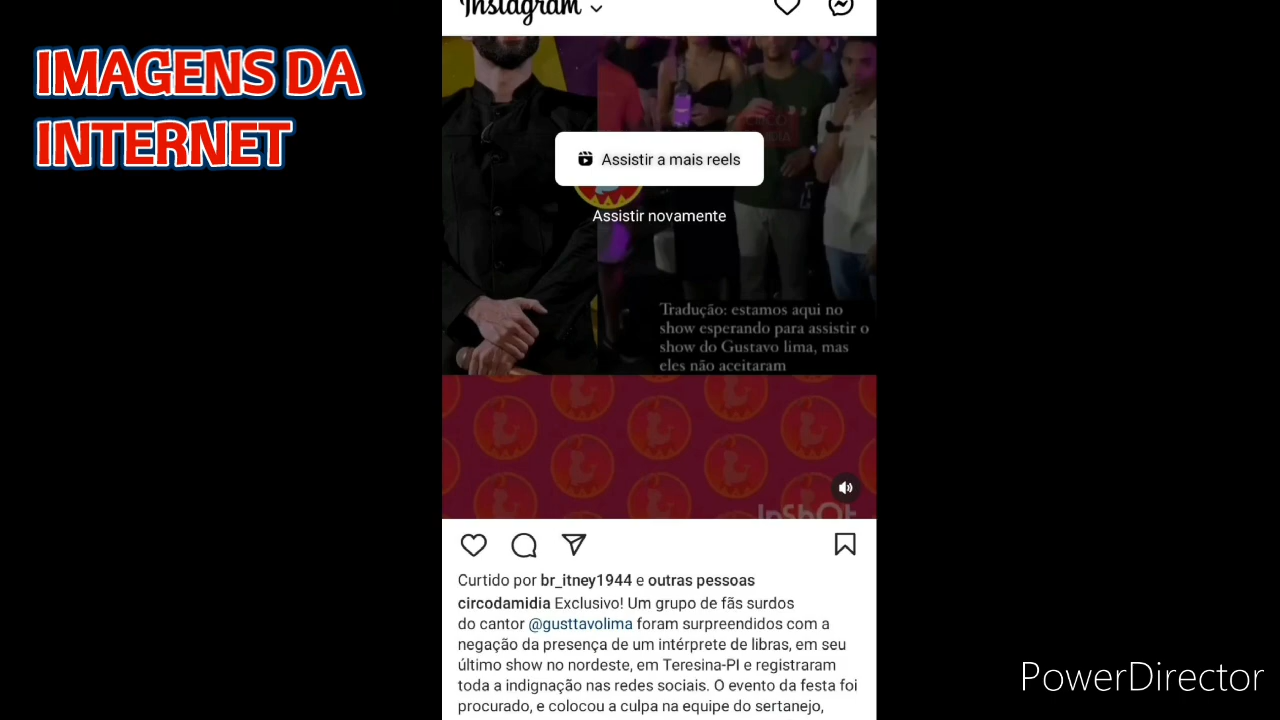 IMAGENS DA
INTERNET
Instagram
Assistir a mais reels
Assistir novamente
Tradução: estamos aqui no
show esperando para assistir o
show do Gustavo lima, mas
eles não aceitaram
InShOt
Curtido por br_itney1944 e outras pessoas
circodamidia Exclusivo! Um grupo de fãs surdos
do cantor @gusttavolima foram surpreendidos com a
negação da presença de um intérprete de libras, em seu
último show no nordeste, em Teresina-PI e registraram
toda a indignação nas redes sociais. O evento da festa foi
procurado, e colocou a culpa na equipe do sertanejo,
PowerDirector